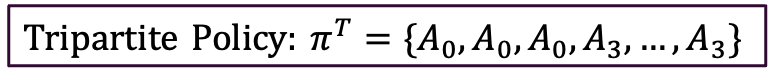 Tripartite Policy: π^T = {A_0, A_0, A_0, A_3, …, A_3}